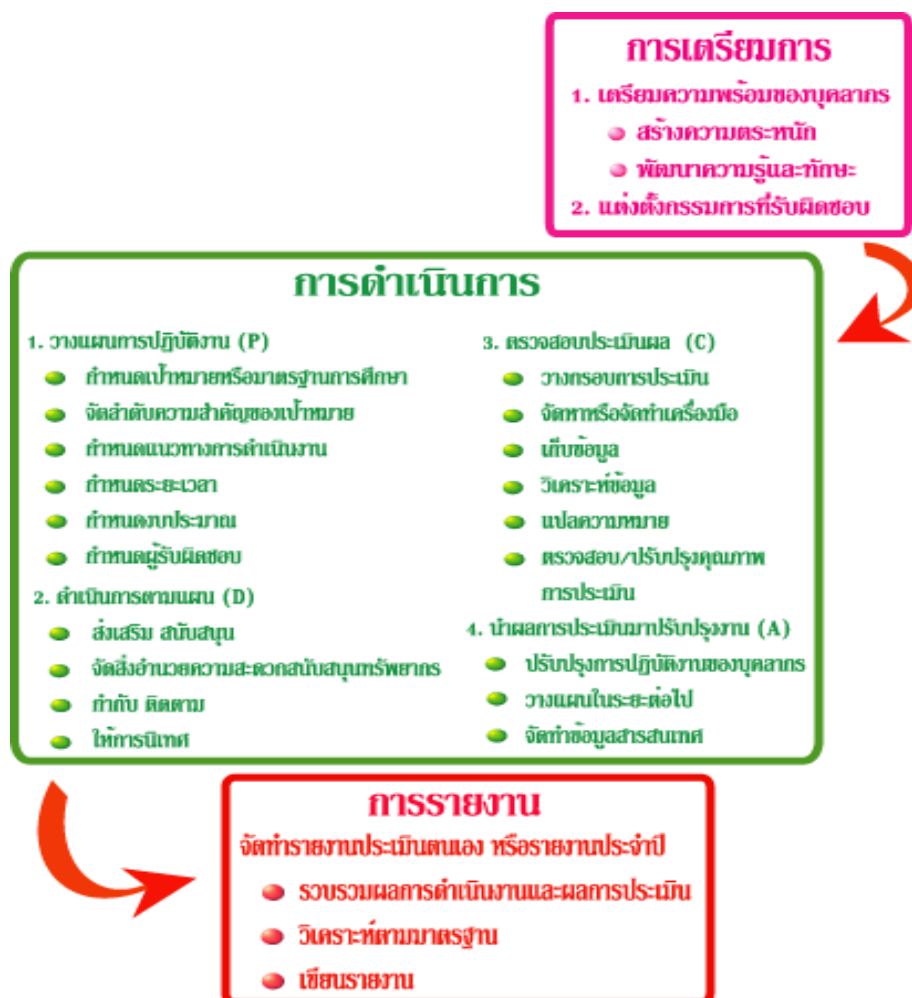 การเตรียมการ
1. เตรียมความพร้อมของบุคลากร
สร้างความตระหนัก
พัฒนาความรู้และทักษะ
2. แต่งตั้งกรรมการที่รับผิดชอบ
การดำเนินการ
1. วางแผนการปฏิบัติงาน (P)
กำหนดเป้าหมายหรือมาตรฐานการศึกษา
จัดลำดับความสำคัญของเป้าหมาย
กำหนดแนวทางการดำเนินงาน
กำหนดระยะเวลา
กำหนดงบประมาณ
กำหนดผู้รับผิดชอบ
2. ดำเนินการตามแผน (D)
ส่งเสริม สนับสนุน
จัดสิ่งอำนวยความสะดวกสนับสนุนทรัพยากร
กำกับ ติดตาม
ให้การนิเทศ
3. ตรวจสอบประเมินผล (C)
วางกรอบการประเมิน
จัดหาหรือจัดทำเครื่องมือ
เก็บข้อมูล
วิเคราะห์ข้อมูล
แปลความหมาย
ตรวจสอบ/ปรับปรุงคุณภาพ
การประเมิน
4. นำผลการประเมินมาปรับปรุงงาน (A)
ปรับปรุงการปฏิบัติงานของบุคลากร
วางแผนในระยะต่อไป
จัดทำข้อมูลสารสนเทศ
การรายงาน
จัดทำรายงานประเมินตนเอง หรือรายงานประจำปี
รวบรวมผลการดำเนินงานและผลการประเมิน
วิเคราะห์ตามมาตรฐาน
เขียนรายงาน